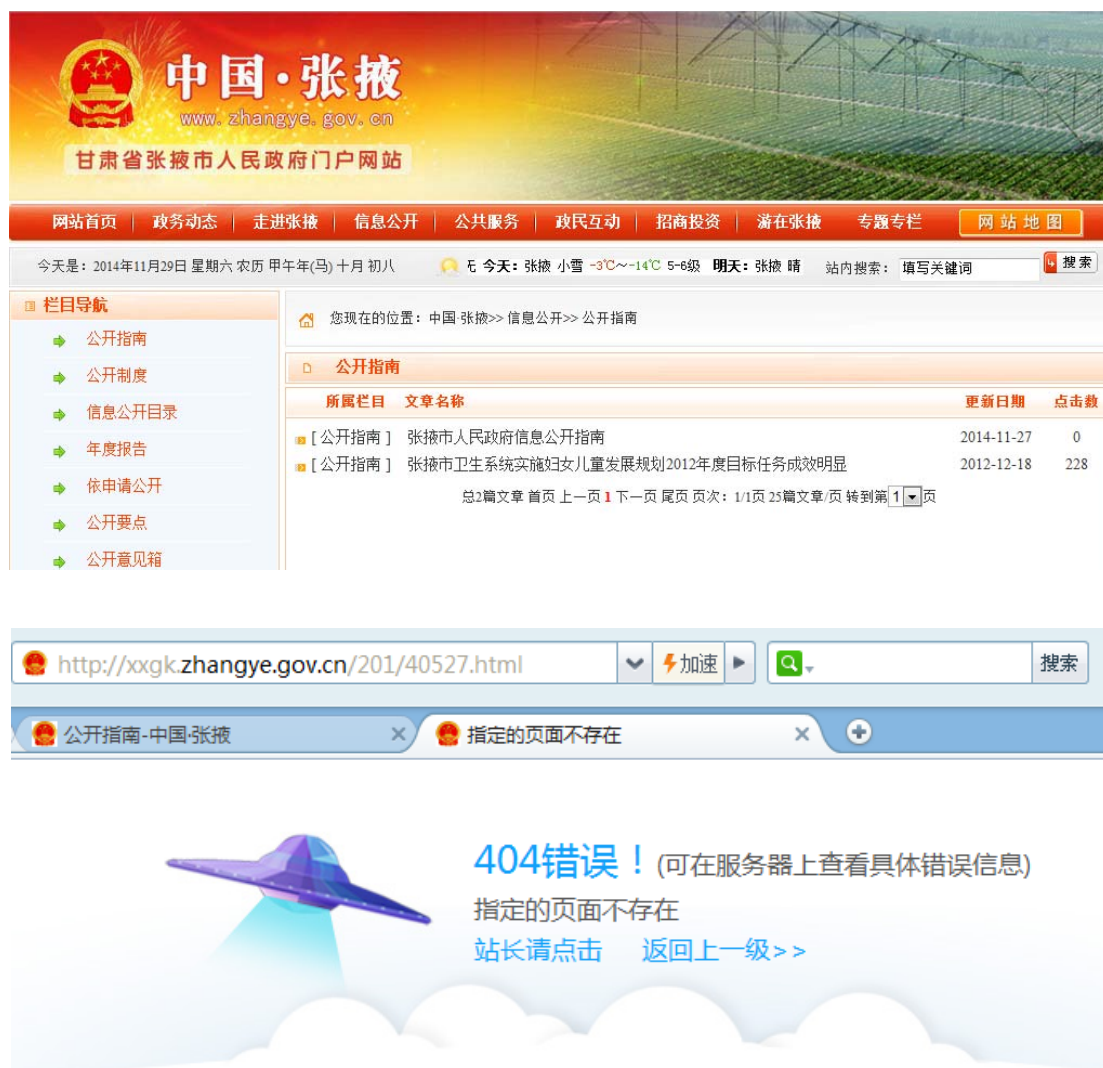 中国·张掖
www.zhangye.gov.cn
甘肃省张掖市人民政府门户网站
网站首页 | 政务动态 | 走进张掖 | 信息公开 | 公共服务 | 政民互动 | 招商投资 | 游在张掖 专题专栏 网站地图
今天是：2014年11月29日 星期六 农历 甲午年(马) 十月 初八 今天：张掖 小雪 -3℃～-14℃ 5-6级 明天：张掖 晴 站内搜索： 填写关键词 搜索
栏目导航
公开指南
公开制度
信息公开目录
年度报告
依申请公开
公开要点
公开意见箱
您现在的位置：中国·张掖>> 信息公开>> 公开指南
公开指南
所属栏目 文章名称 更新日期 点击数
[ 公开指南 ] 张掖市人民政府信息公开指南 2014-11-27 0
[ 公开指南 ] 张掖市卫生系统实施妇女儿童发展规划2012年度目标任务成效明显 2012-12-18 228
总2篇文章 首页 上一页 1 下一页 尾页 页次：1/1页 25篇文章/页 转到第 1 页
http://xxgk.zhangye.gov.cn/201/40527.html 加速 搜索
公开指南-中国·张掖 指定的页面不存在
404错误！(可在服务器上查看具体错误信息)
指定的页面不存在
站长请点击 返回上一级>>